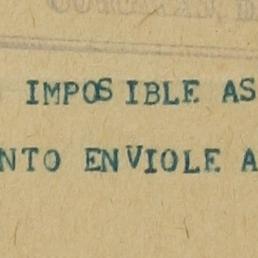 IMPOSIBLE AS
NTO ENVIOLE A